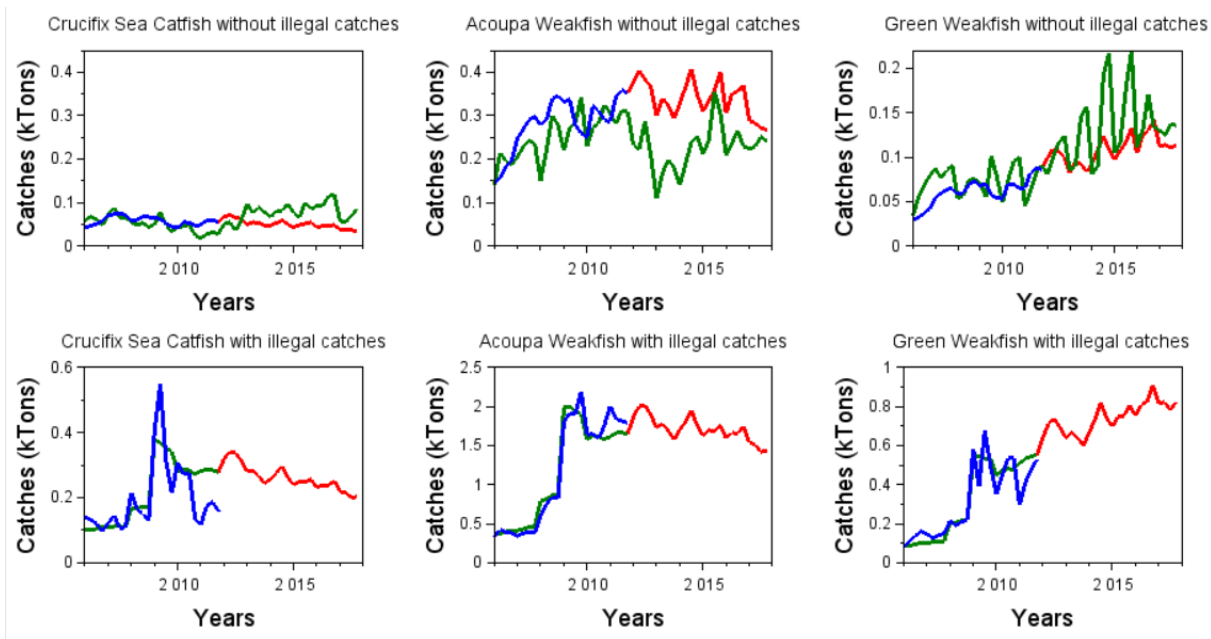 Crucifix Sea Catfish without illegal catches
Catches (kTons)
0.4
0.3
0.2
0.1
0
2 010
2 015
Years
Acoupa Weakfish without illegal catches
Catches (kTons)
0.4
0.3
0.2
0.1
0
2 010
2 015
Years
Green Weakfish without illegal catches
Catches (kTons)
0.2
0.15
0.1
0.05
0
2 010
2 015
Years
Crucifix Sea Catfish with illegal catches
Catches (kTons)
0.6
0.4
0.2
0
2 010
2 015
Years
Acoupa Weakfish with illegal catches
Catches (kTons)
2.5
2
1.5
1
0.5
0
2 010
2 015
Years
Green Weakfish with illegal catches
Catches (kTons)
1
0.8
0.6
0.4
0.2
0
2 010
2 015
Years